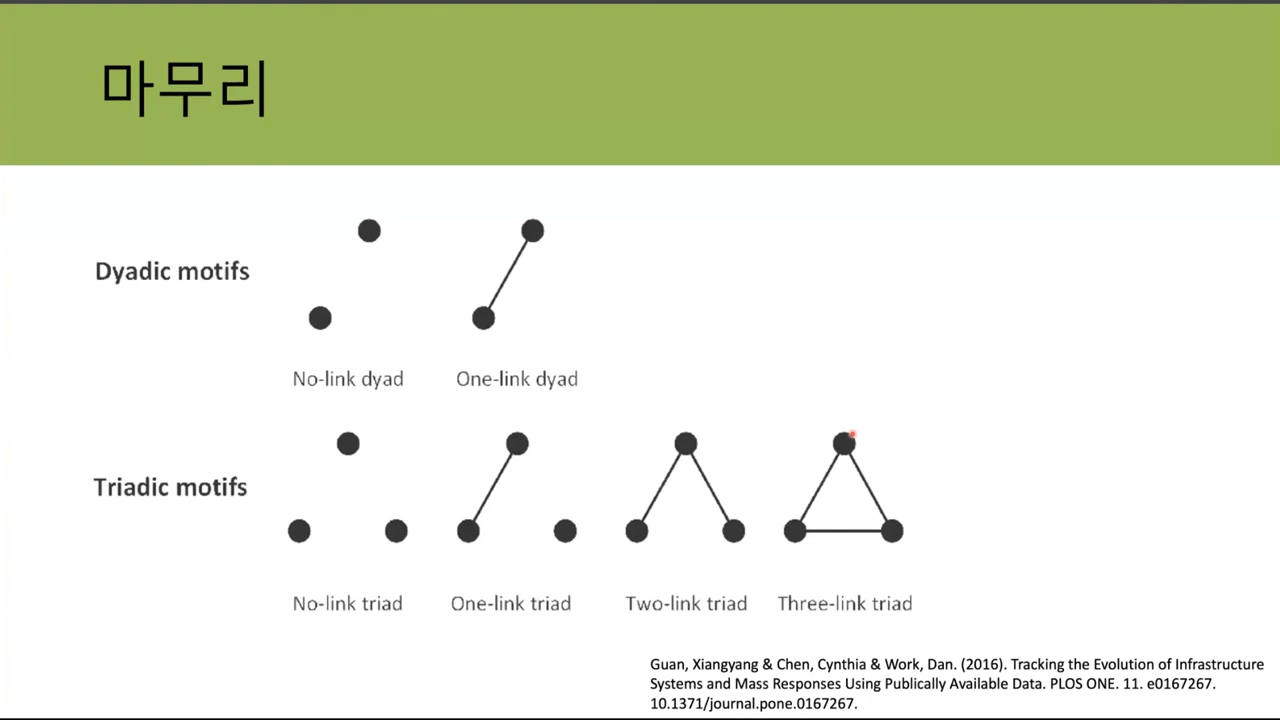 마무리
Dyadic motifs
No-link dyad
One-link dyad
Triadic motifs
No-link triad
One-link triad
Two-link triad
Three-link triad
Guan, Xiangyang & Chen, Cynthia & Work, Dan. (2016). Tracking the Evolution of Infrastructure
Systems and Mass Responses Using Publically Available Data. PLOS ONE. 11. e0167267.
10.1371/journal.pone.0167267.